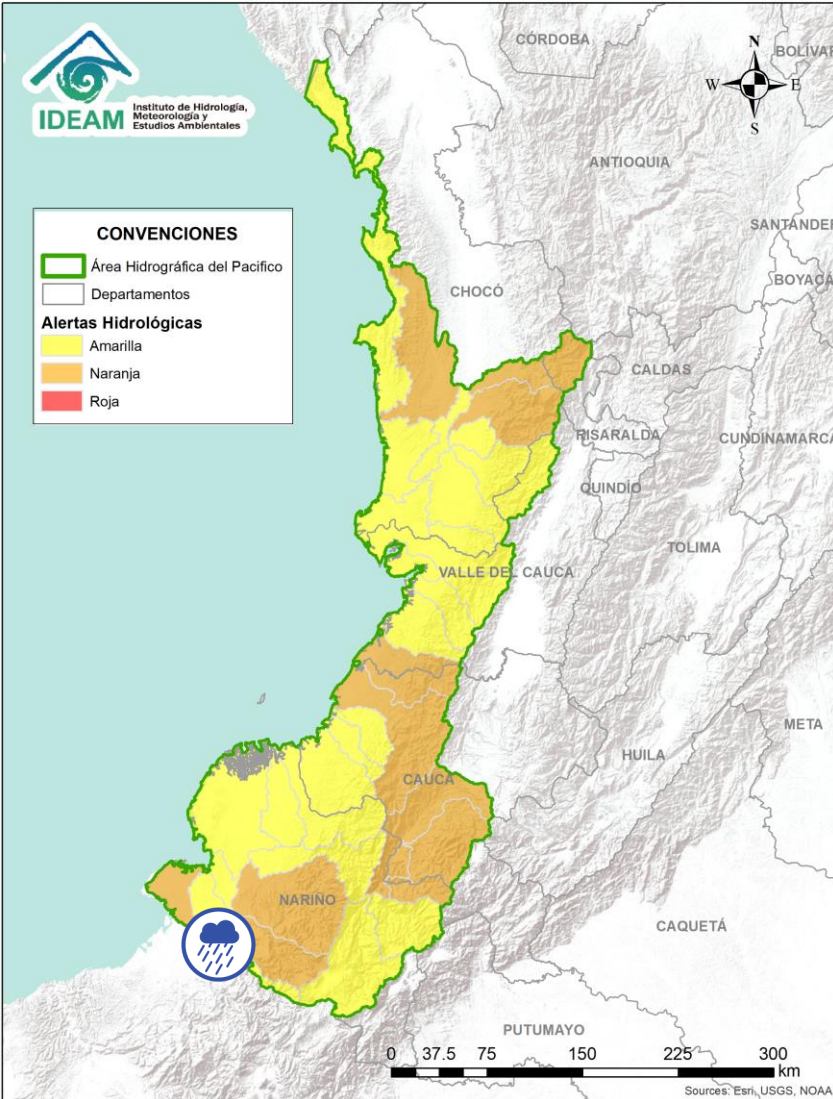 IDEAM
Instituto de Hidrología,
Meteorología y
Estudios Ambientales
CÓRDOBA
BOLÍVAR
N
W
E
S
ANTIOQUIA
SANTANDER
CONVENCIONES
Área Hidrográfica del Pacifico
Departamentos
Alertas Hidrológicas
Amarilla
Naranja
Roja
BOYACÁ
CHOCÓ
CALDAS
RISARALDA
CUNDINAMARCA
QUINDÍO
TOLIMA
VALLE DEL CAUCA
META
HUILA
CAUCA
NARIÑO
CAQUETÁ
PUTUMAYO
0 37.5 75 150 225 300
km
Sources: Esri, USGS, NOAA